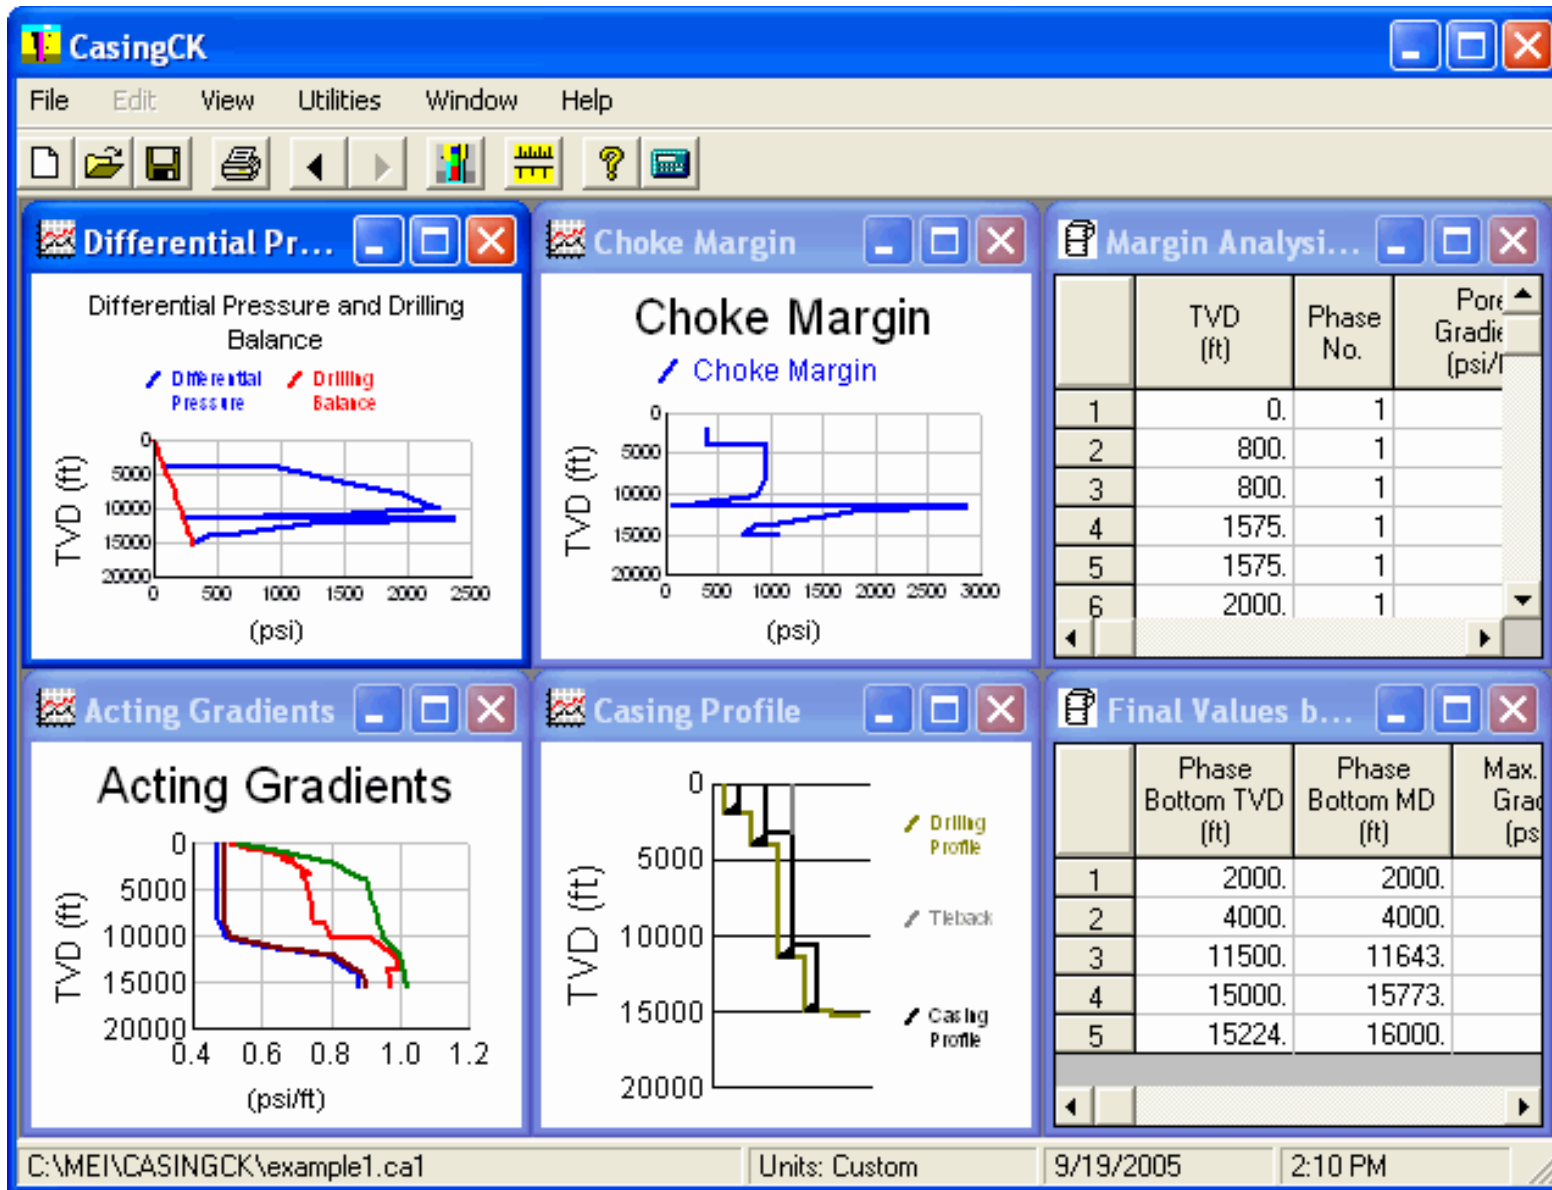 CasingCK
File Edit View Utilities Window Help
Differential Pr...
Differential Pressure and Drilling
Balance
Differential Drilling
Pressure Balance
TVD (ft)
0
5000
10000
15000
20000
0 500 1000 1500 2000 2500
(psi)
Choke Margin
Choke Margin
Choke Margin
TVD (ft)
0
5000
10000
15000
20000
0 500 1000 1500 2000 2500 3000
(psi)
Margin Analysi...
TVD Phase Pore
(ft) No. Gradie
(psi/
1 0. 1
2 800. 1
3 800. 1
4 1575. 1
5 1575. 1
6 2000. 1
Acting Gradients
Acting Gradients
TVD (ft)
0
5000
10000
15000
20000
0.4 0.6 0.8 1.0 1.2
(psi/ft)
Casing Profile
TVD (ft)
0
5000
10000
15000
20000
Drilling
Profile
Tieback
Casing
Profile
Final Values b...
Phase Phase Max.
Bottom TVD Bottom MD Grad
(ft) (ft) (ps
1 2000. 2000.
2 4000. 4000.
3 11500. 11643.
4 15000. 15773.
5 15224. 16000.
C:\MEI\CASINGCK\example1.ca1 Units: Custom 9/19/2005 2:10 PM